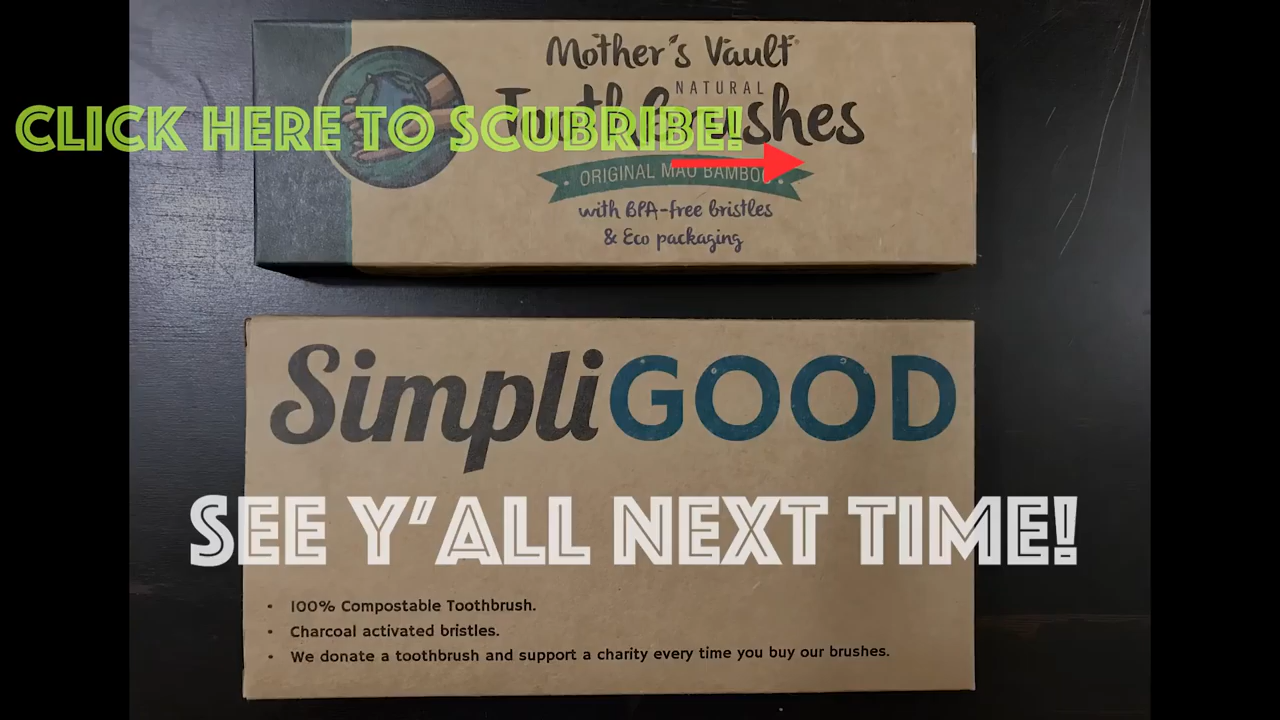 Mother's Vault®
NATURAL
Toothbrushes
CLICK HERE TO SCUBRIBE!
ORIGINAL MAO BAMBOO
with BPA-free bristles
& Eco packaging
SimpliGOOD
SEE Y'ALL NEXT TIME!
• 100% Compostable Toothbrush.
• Charcoal activated bristles.
• We donate a toothbrush and support a charity every time you buy our brushes.